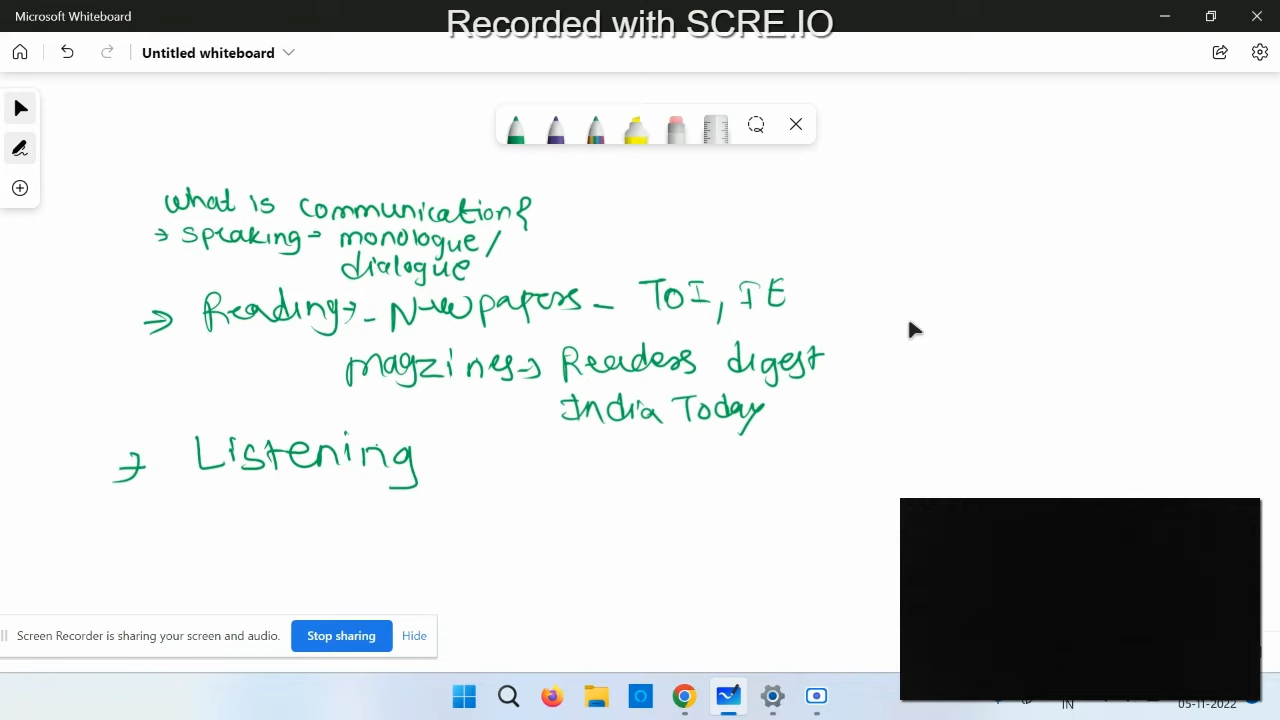 Microsoft Whiteboard
Recorded with SCRE.IO
Untitled whiteboard
what is communication?
→ speaking → monologue /
dialogue
⇒ Reading → - Newpapers - TOI, IE
magzines → Readers digest
India Today
→ Listening
Screen Recorder is sharing your screen and audio. Stop sharing Hide
IN 05-11-2022